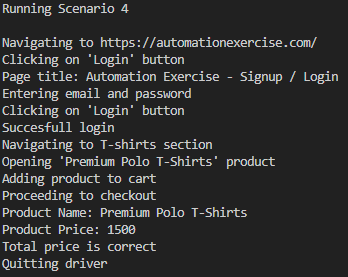 Running Scenario 4
Navigating to https://automationexercise.com/
Clicking on 'Login' button
Page title: Automation Exercise - Signup / Login
Entering email and password
Clicking on 'Login' button
Succesfull login
Navigating to T-shirts section
Opening 'Premium Polo T-Shirts' product
Adding product to cart
Proceeding to checkout
Product Name: Premium Polo T-Shirts
Product Price: 1500
Total price is correct
Quitting driver